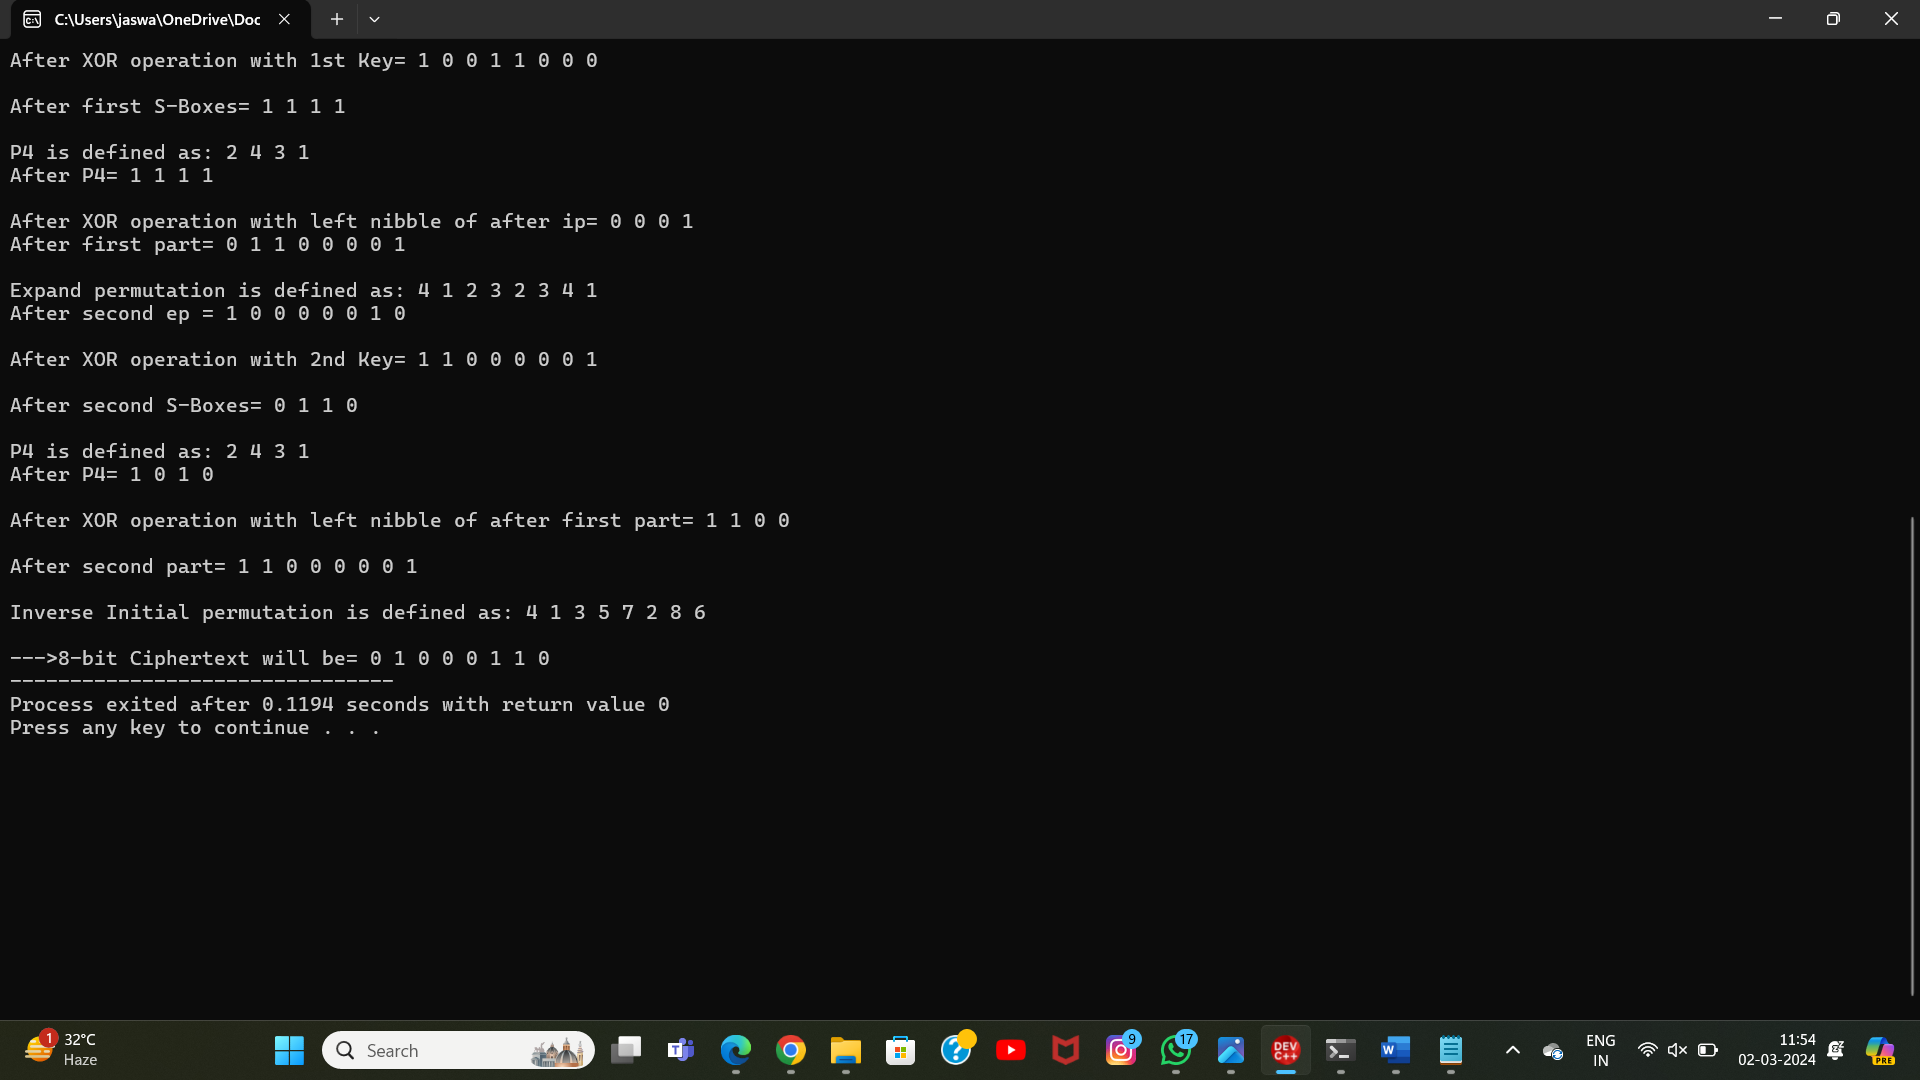 C:\Users\jaswa\OneDrive\Doc
After XOR operation with 1st Key= 1 0 0 1 1 0 0 0
After first S-Boxes= 1 1 1 1
P4 is defined as: 2 4 3 1
After P4= 1 1 1 1
After XOR operation with left nibble of after ip= 0 0 0 1
After first part= 0 1 1 0 0 0 0 1
Expand permutation is defined as: 4 1 2 3 2 3 4 1
After second ep = 1 0 0 0 0 0 1 0
After XOR operation with 2nd Key= 1 1 0 0 0 0 0 1
After second S-Boxes= 0 1 1 0
P4 is defined as: 2 4 3 1
After P4= 1 0 1 0
After XOR operation with left nibble of after first part= 1 1 0 0
After second part= 1 1 0 0 0 0 0 1
Inverse Initial permutation is defined as: 4 1 3 5 7 2 8 6
--->8-bit Ciphertext will be= 0 1 0 0 0 1 1 0
--------------------------------
Process exited after 0.1194 seconds with return value 0
Press any key to continue . . .
1
32°C
Haze
Search
9
17
DEV
C++
ENG
IN
11:54
02-03-2024
PRE